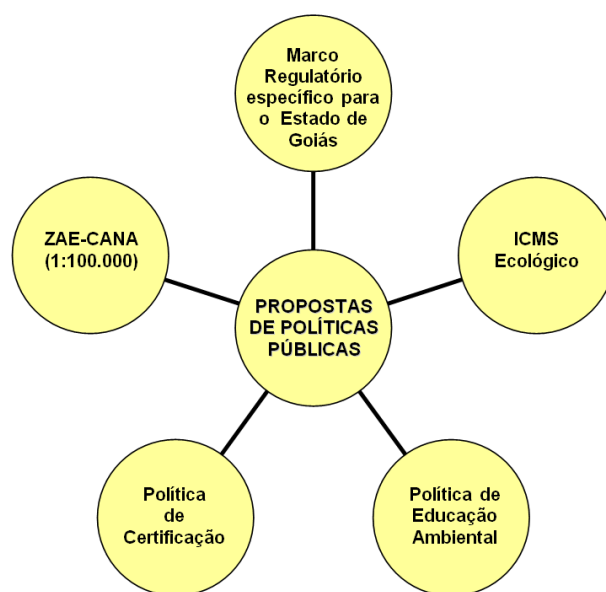 Marco
Regulatório
específico para
o Estado de
Goiás
ZAE-CANA
(1:100.000)
ICMS
Ecológico
PROPOSTAS
DE POLÍTICAS
PÚBLICAS
Política
de
Certificação
Política de
Educação
Ambiental